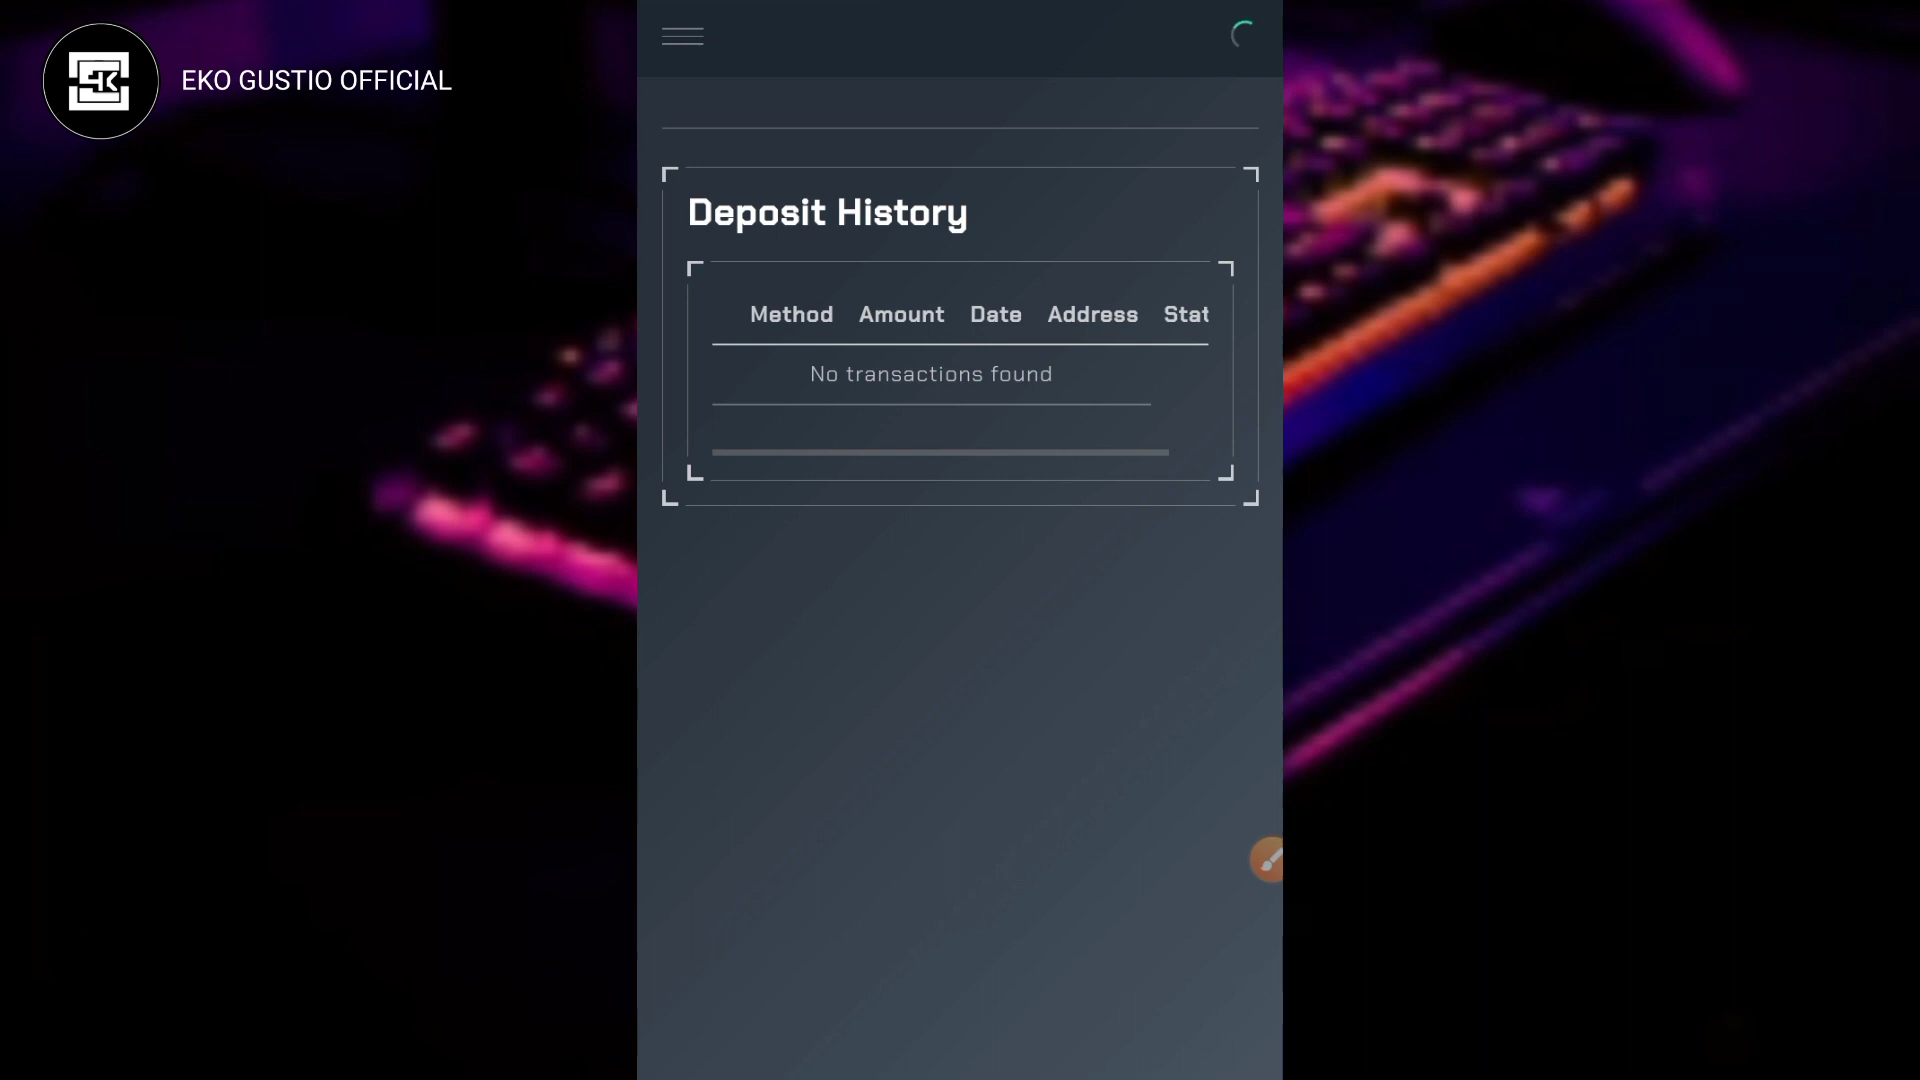 EKO GUSTIO OFFICIAL
Deposit History
Method Amount Date Address Stat
No transactions found